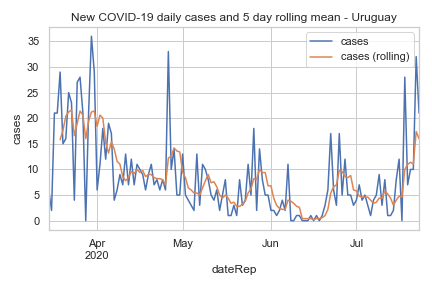 New COVID-19 daily cases and 5 day rolling mean - Uruguay
cases
cases (rolling)
cases
35
30
25
20
15
10
5
0
Apr
2020
May
Jun
Jul
dateRep